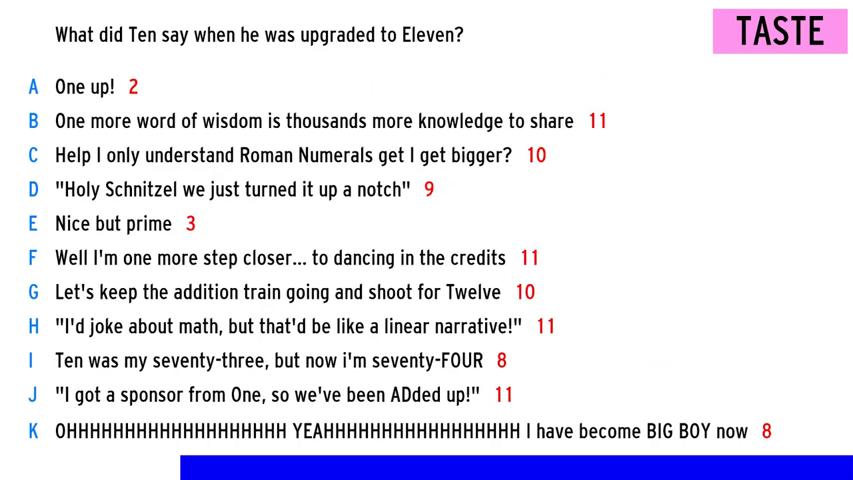 What did Ten say when he was upgraded to Eleven?
TASTE
A One up! 2
B One more word of wisdom is thousands more knowledge to share 11
C Help I only understand Roman Numerals get I get bigger? 10
D "Holy Schnitzel we just turned it up a notch" 9
E Nice but prime 3
F Well I'm one more step closer... to dancing in the credits 11
G Let's keep the addition train going and shoot for Twelve 10
H "I'd joke about math, but that'd be like a linear narrative!" 11
I Ten was my seventy-three, but now i'm seventy-FOUR 8
J "I got a sponsor from One, so we've been ADded up!" 11
K OHHHHHHHHHHHHHHHHHHH YEAHHHHHHHHHHHHHHHHH I have become BIG BOY now 8